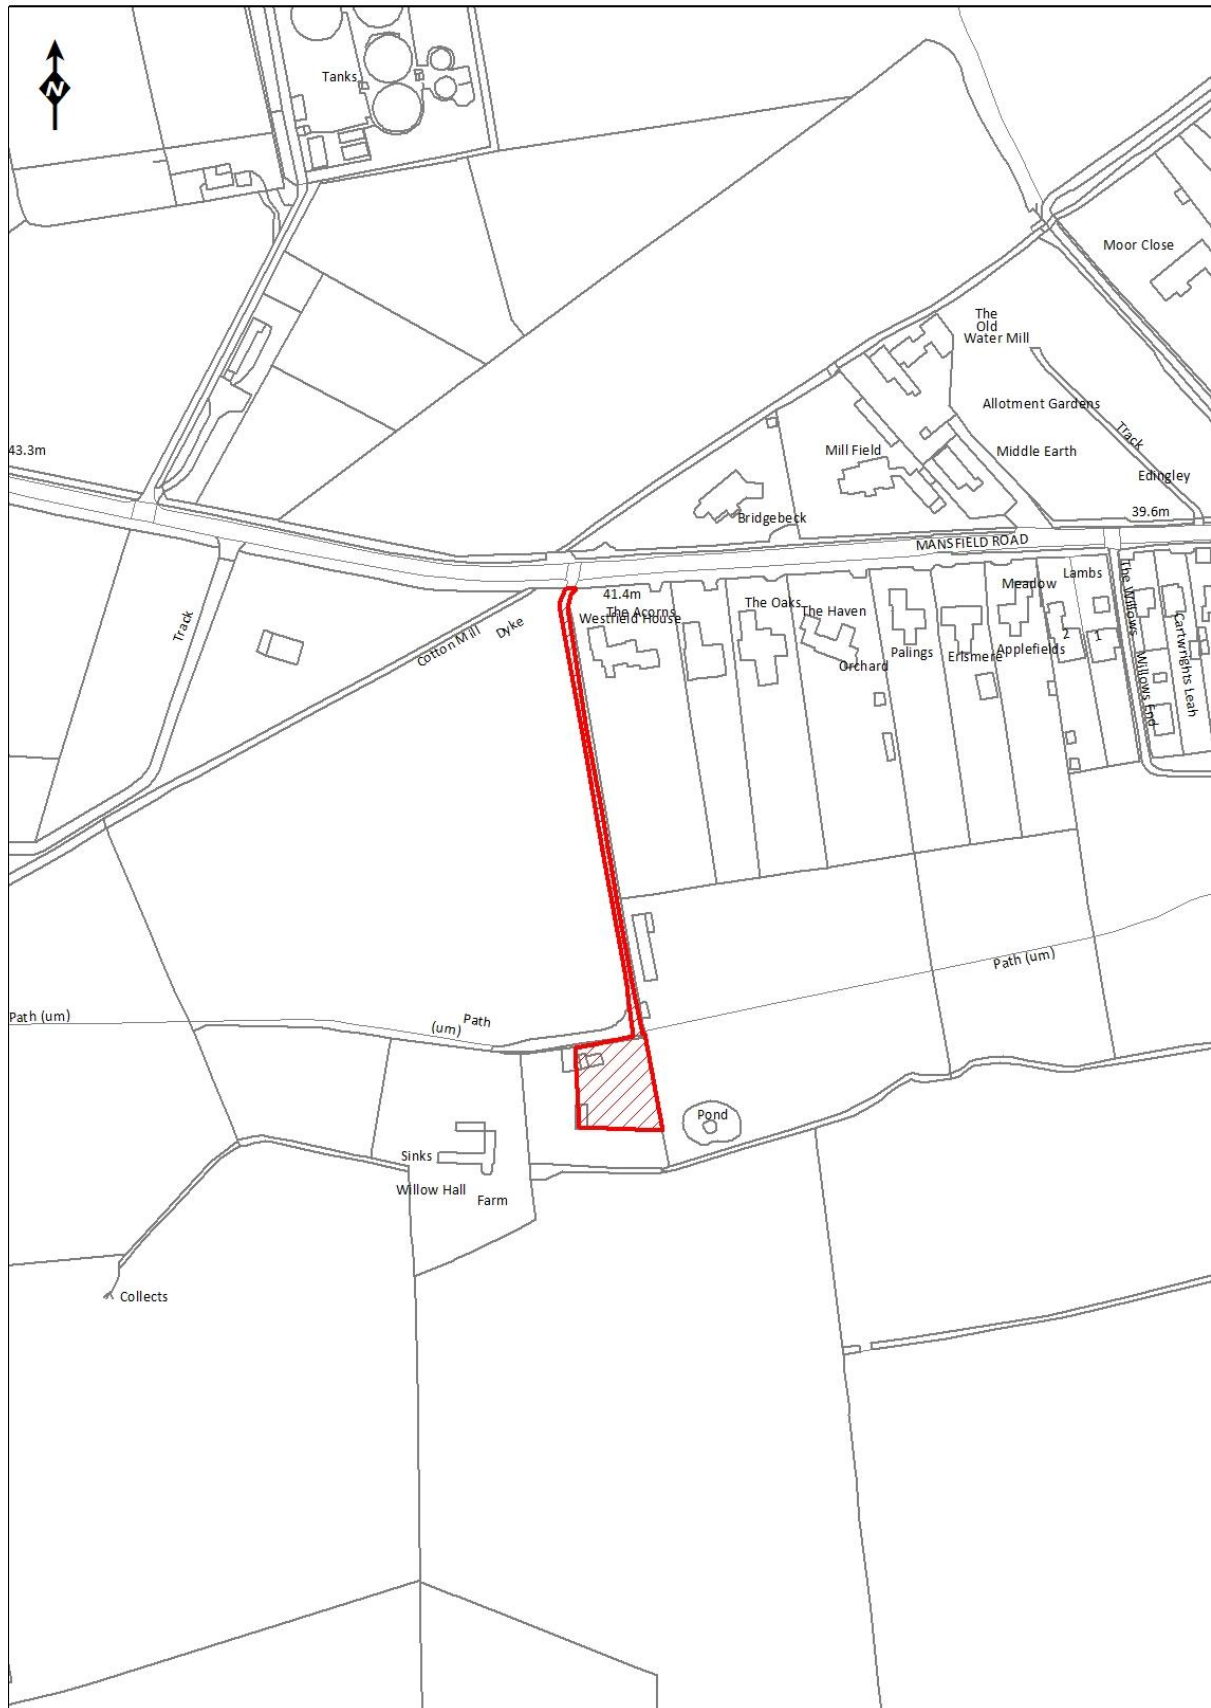 N
Tanks
Moor Close
The
Old
Water Mill
Allotment Gardens
Track
43.3m
Mill Field
Middle Earth
Edingley
39.6m
Bridgebeck
MANSFIELD ROAD
Lambs
Meadow
The Willows
41.4m
The Acorns
Westfield House
The Oaks
The Haven
Track
Cotton Mill
Dyke
2
1
Orchard
Palings
Erlsmere
Applefields
Willows End
Cartwrights Leah
Path (um)
Path (um)
Path
(um)
Pond
Sinks
Willow Hall
Farm
Collects